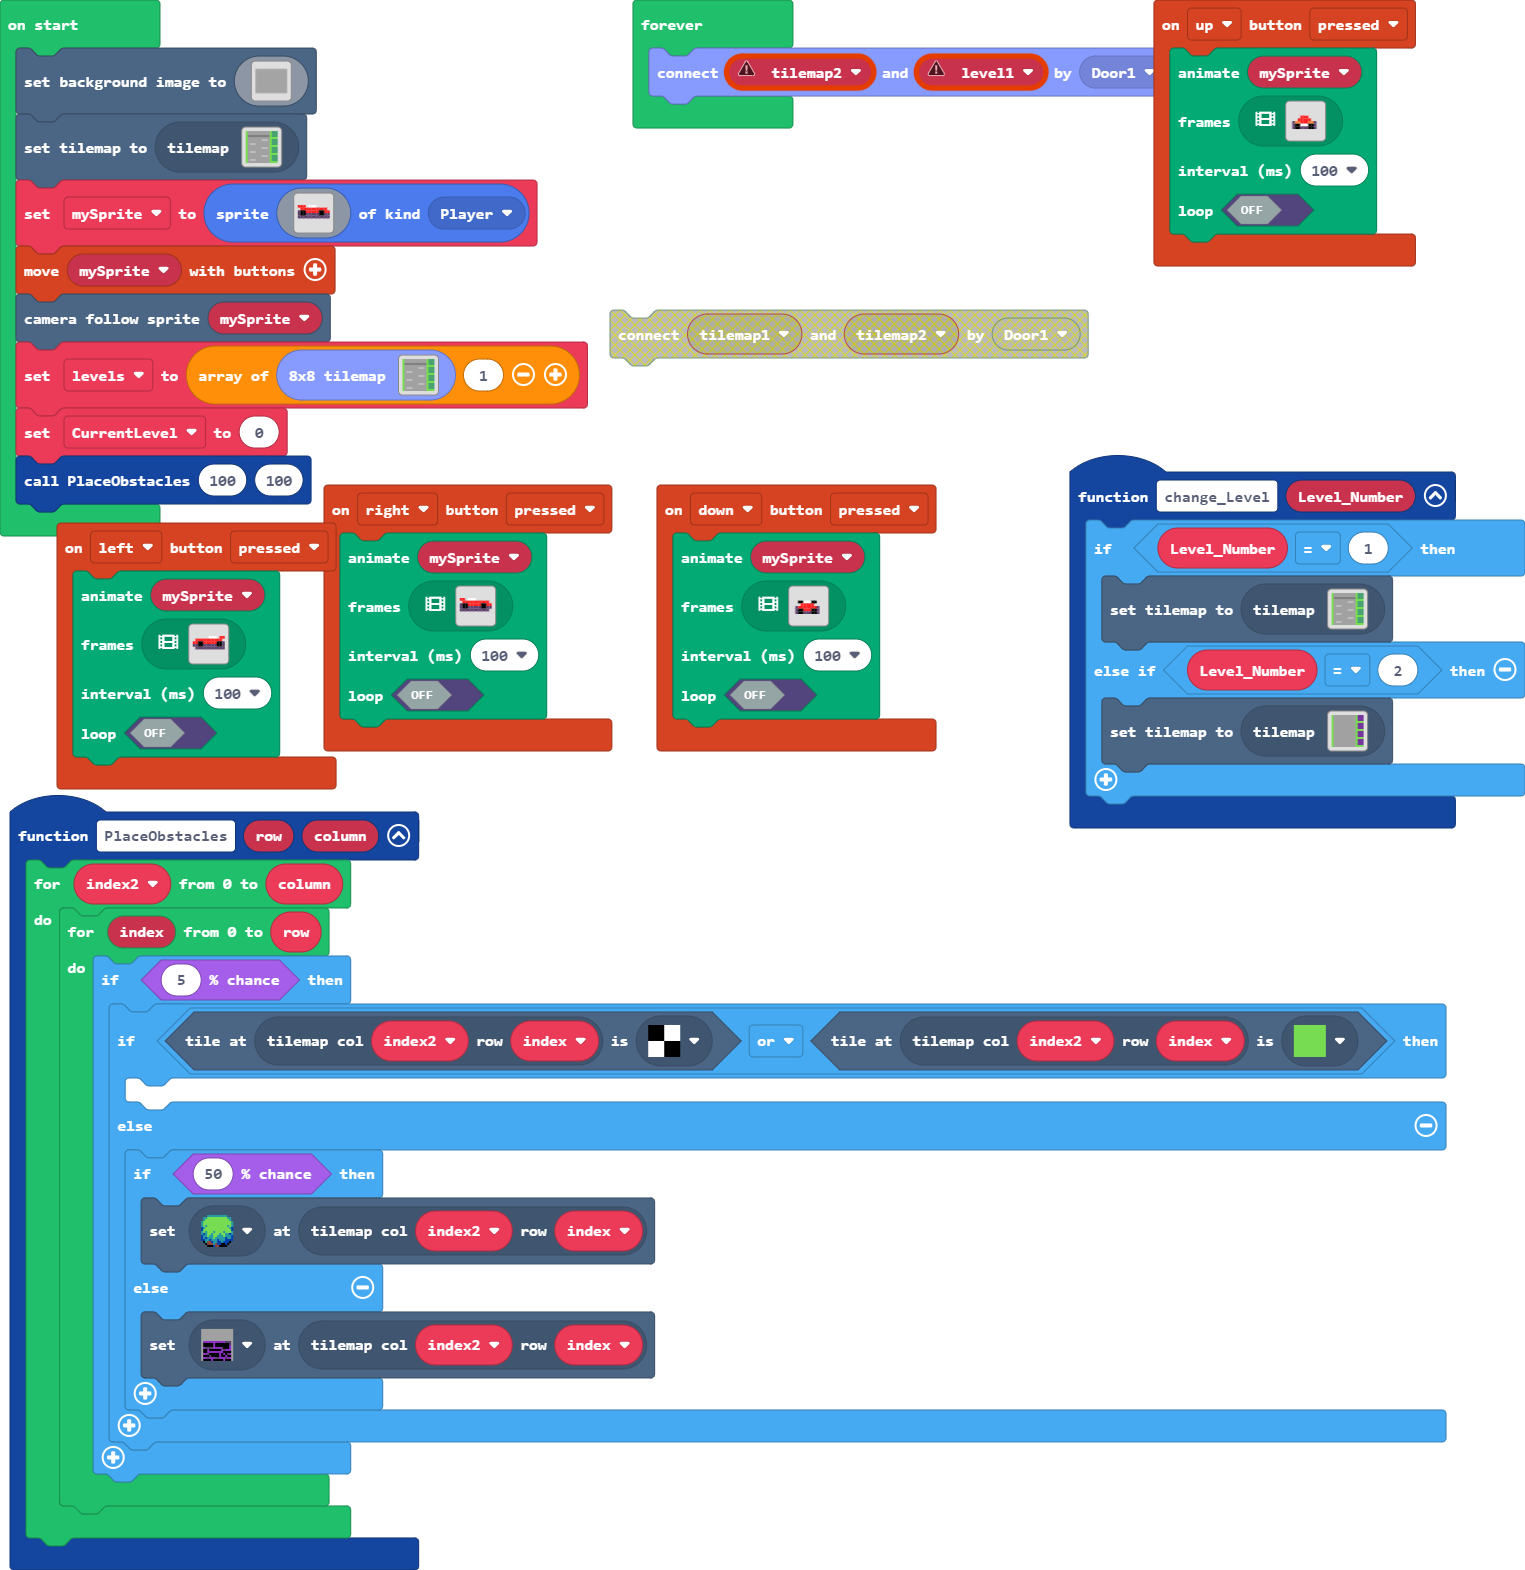 on start
set background image to
set tilemap to tilemap
set mySprite to sprite of kind Player
move mySprite with buttons
camera follow sprite mySprite
set levels to array of 8x8 tilemap 1
set CurrentLevel to 0
call PlaceObstacles 100 100
forever
connect tilemap2 and level1 by Door1
on up button pressed
animate mySprite
frames
interval (ms) 100
loop OFF
connect tilemap1 and tilemap2 by Door1
on left button pressed
animate mySprite
frames
interval (ms) 100
loop OFF
on right button pressed
animate mySprite
frames
interval (ms) 100
loop OFF
on down button pressed
animate mySprite
frames
interval (ms) 100
loop OFF
function change_Level Level_Number
if Level_Number = 1 then
set tilemap to tilemap
else if Level_Number = 2 then
set tilemap to tilemap
function PlaceObstacles row column
for index2 from 0 to column
do
for index from 0 to row
do
if 5 % chance then
if tile at tilemap col index2 row index is or tile at tilemap col index2 row index is then
else
if 50 % chance then
set at tilemap col index2 row index
else
set at tilemap col index2 row index